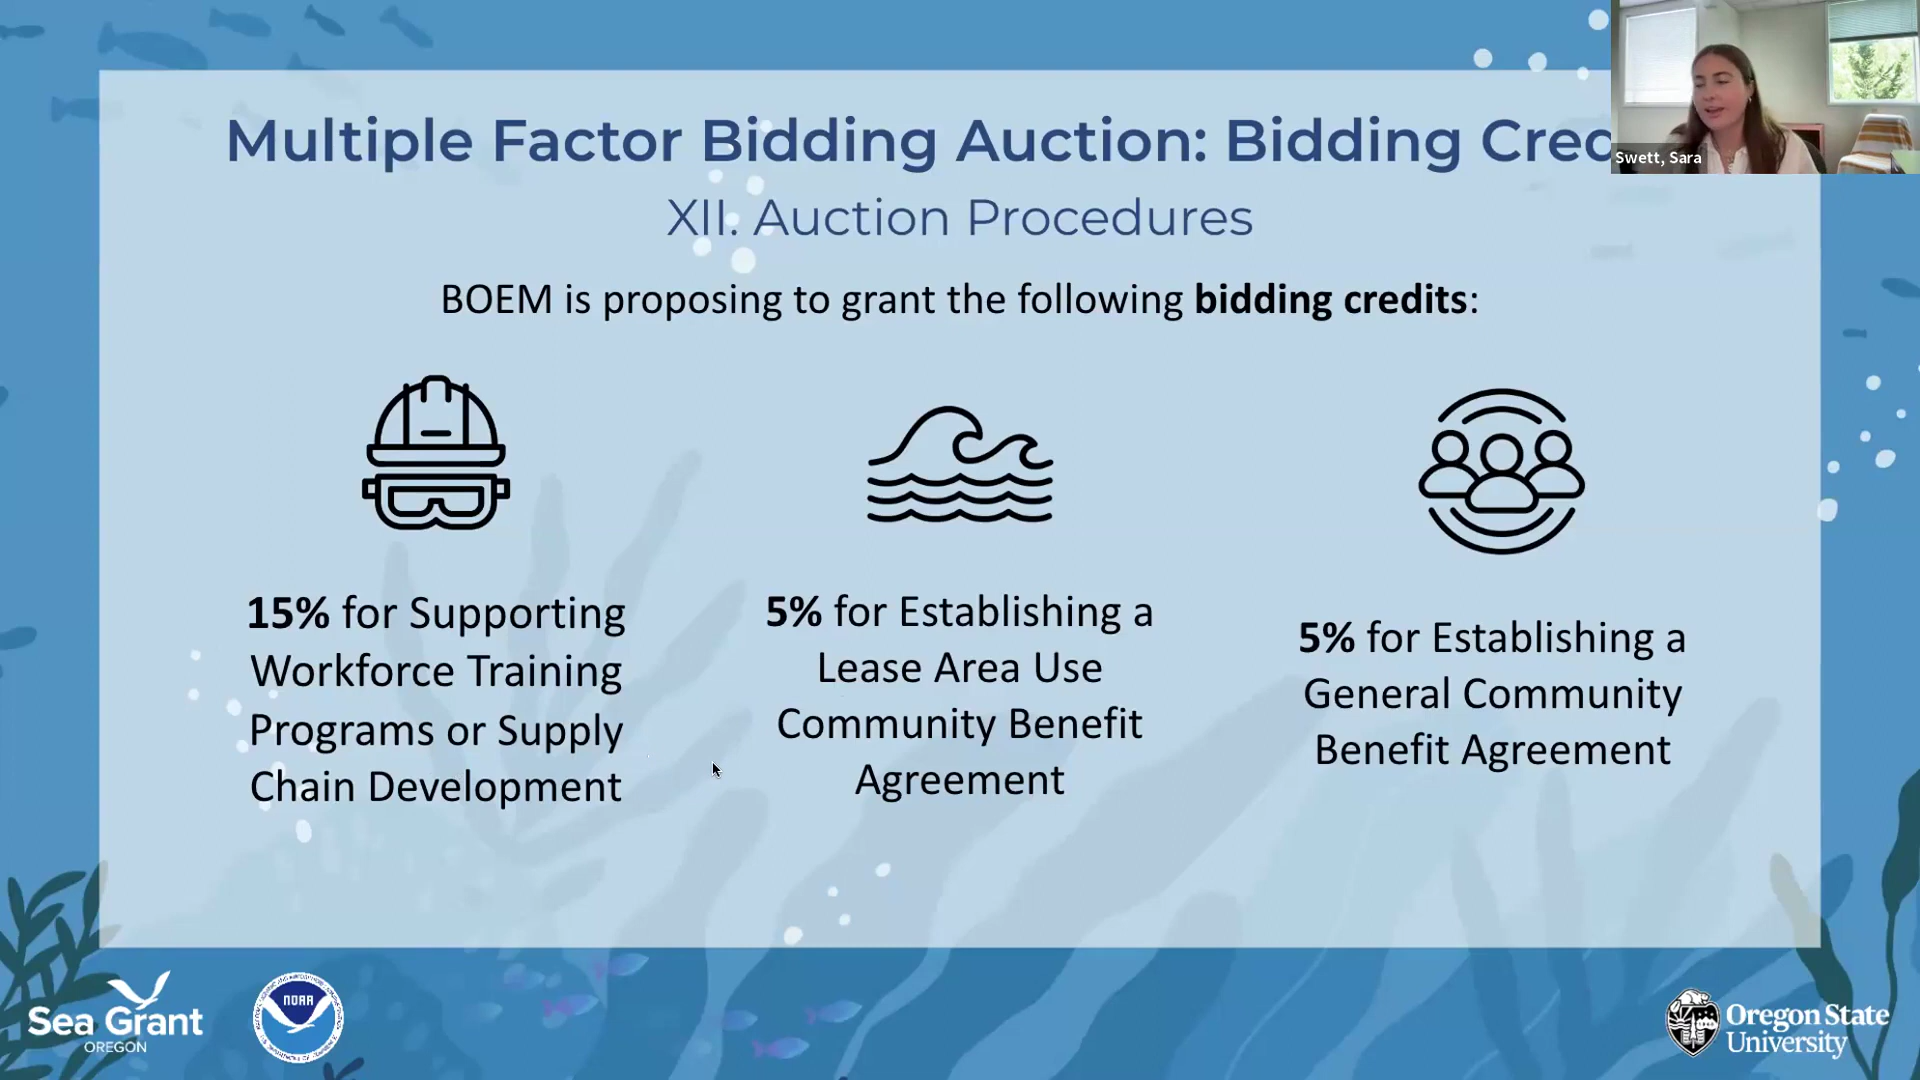 Multiple Factor Bidding Auction: Bidding Cred
Swett, Sara
XII. Auction Procedures
BOEM is proposing to grant the following bidding credits:
15% for Supporting
Workforce Training
Programs or Supply
Chain Development
5% for Establishing a
Lease Area Use
Community Benefit
Agreement
5% for Establishing a
General Community
Benefit Agreement
Sea Grant
OREGON
NOAA
Oregon State
University